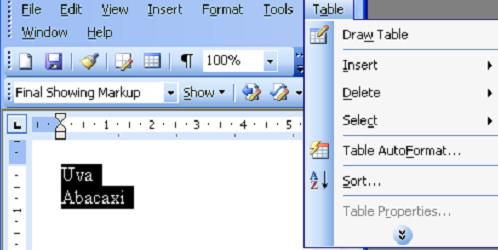 File Edit View Insert Format Tools Table
Window Help
100%
Final Showing Markup Show
1 2 3 4 5
Uva
Abacaxi
Draw Table
Insert
Delete
Select
Table AutoFormat...
Sort...
Table Properties...